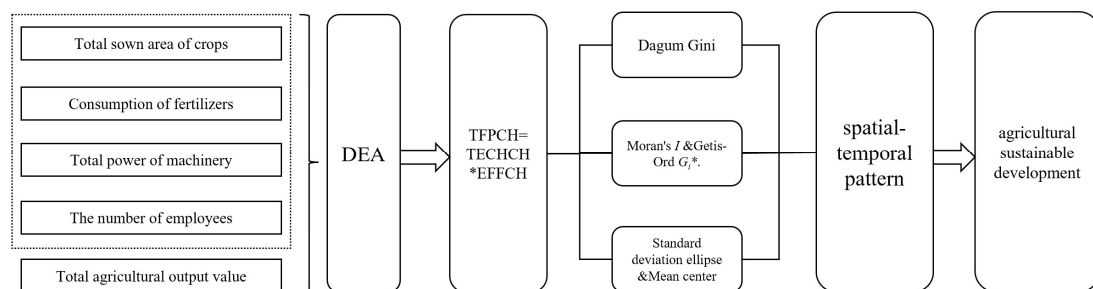 Total sown area of crops
Consumption of fertilizers
Total power of machinery
The number of employees
Total agricultural output value
DEA
TFPCH=
TECHCH
*EFFCH
Dagum Gini
Moran's I &Getis-
Ord Gi*.
Standard
deviation ellipse
&Mean center
spatial-
temporal
pattern
agricultural
sustainable
development